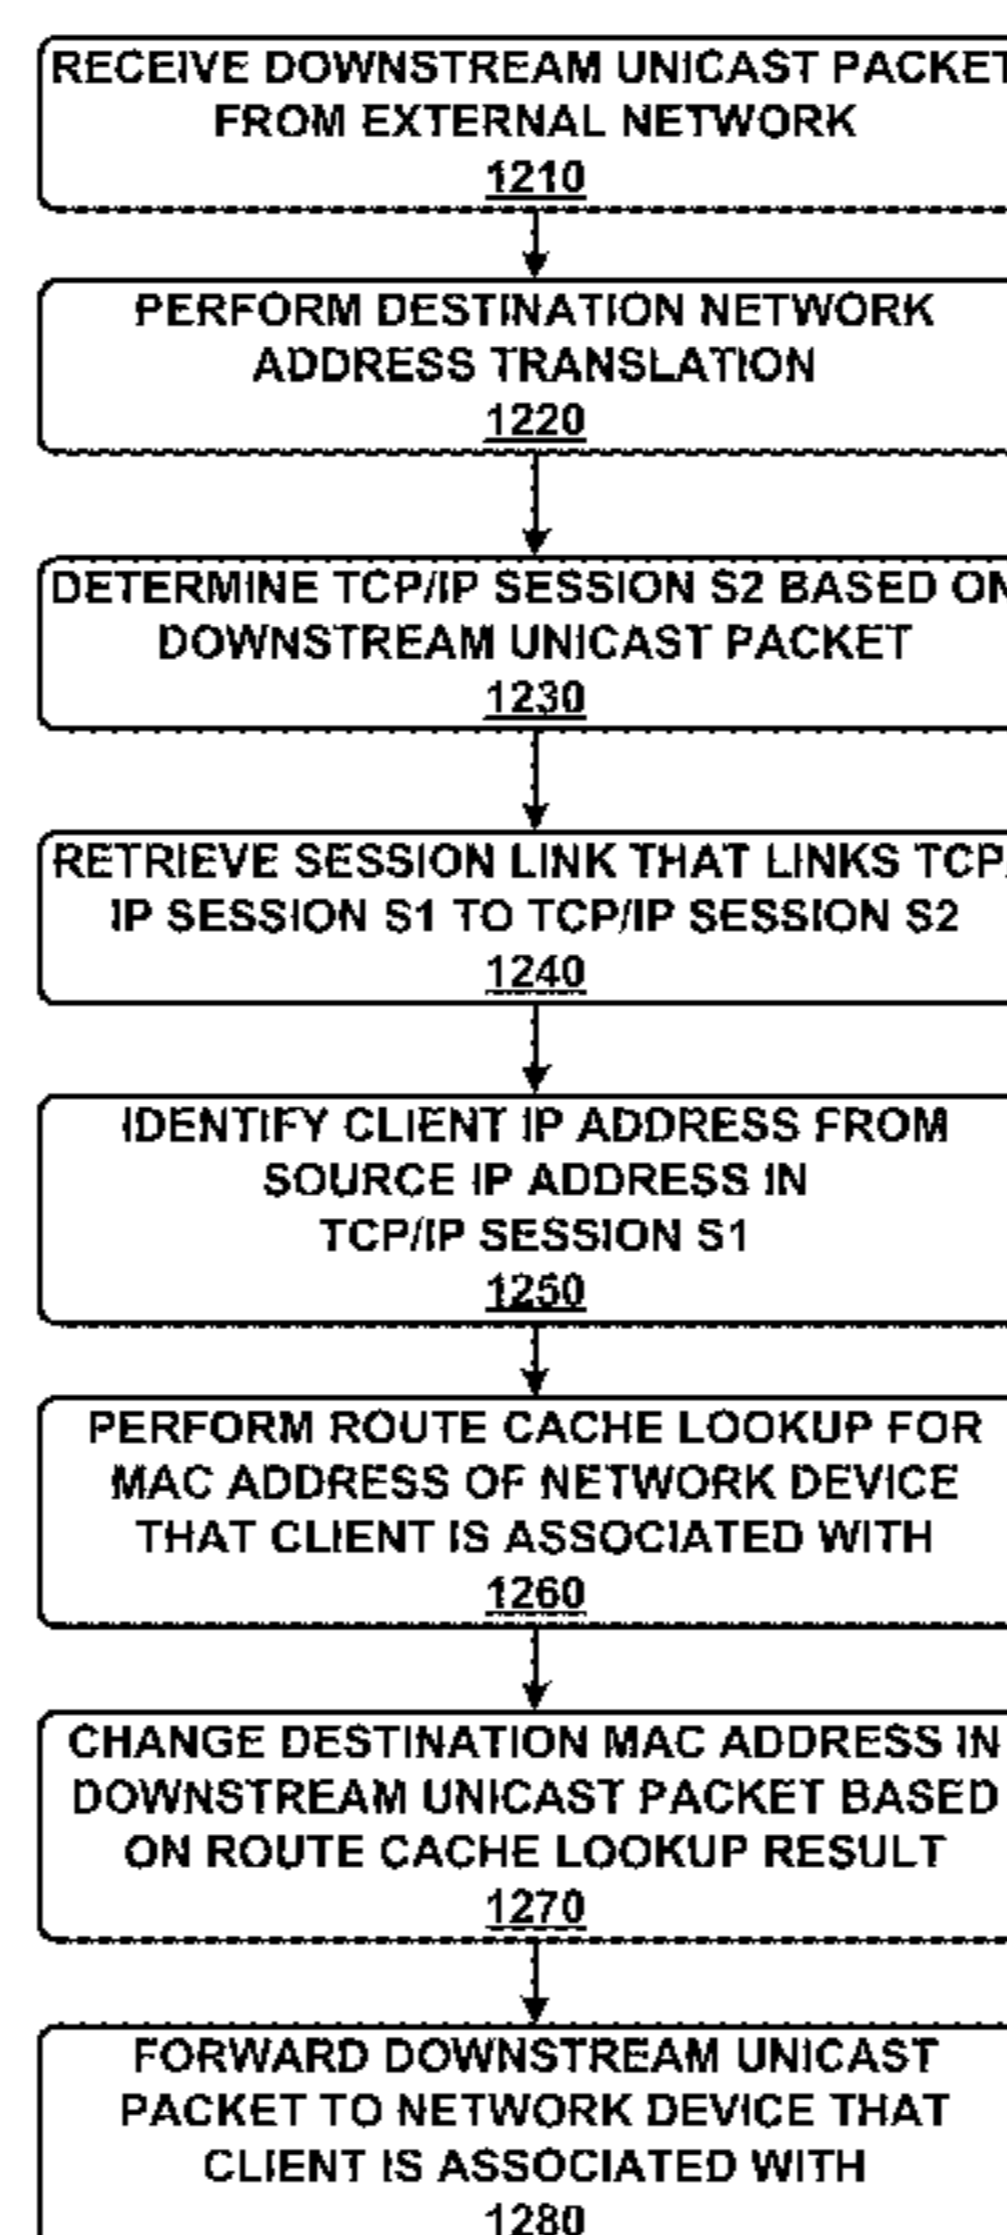 RECEIVE DOWNSTREAM UNICAST PACKET
FROM EXTERNAL NETWORK
1210
PERFORM DESTINATION NETWORK
ADDRESS TRANSLATION
1220
DETERMINE TCP/IP SESSION S2 BASED ON
DOWNSTREAM UNICAST PACKET
1230
RETRIEVE SESSION LINK THAT LINKS TCP/
IP SESSION S1 TO TCP/IP SESSION S2
1240
IDENTIFY CLIENT IP ADDRESS FROM
SOURCE IP ADDRESS IN
TCP/IP SESSION S1
1250
PERFORM ROUTE CACHE LOOKUP FOR
MAC ADDRESS OF NETWORK DEVICE
THAT CLIENT IS ASSOCIATED WITH
1260
CHANGE DESTINATION MAC ADDRESS IN
DOWNSTREAM UNICAST PACKET BASED
ON ROUTE CACHE LOOKUP RESULT
1270
FORWARD DOWNSTREAM UNICAST
PACKET TO NETWORK DEVICE THAT
CLIENT IS ASSOCIATED WITH
1280